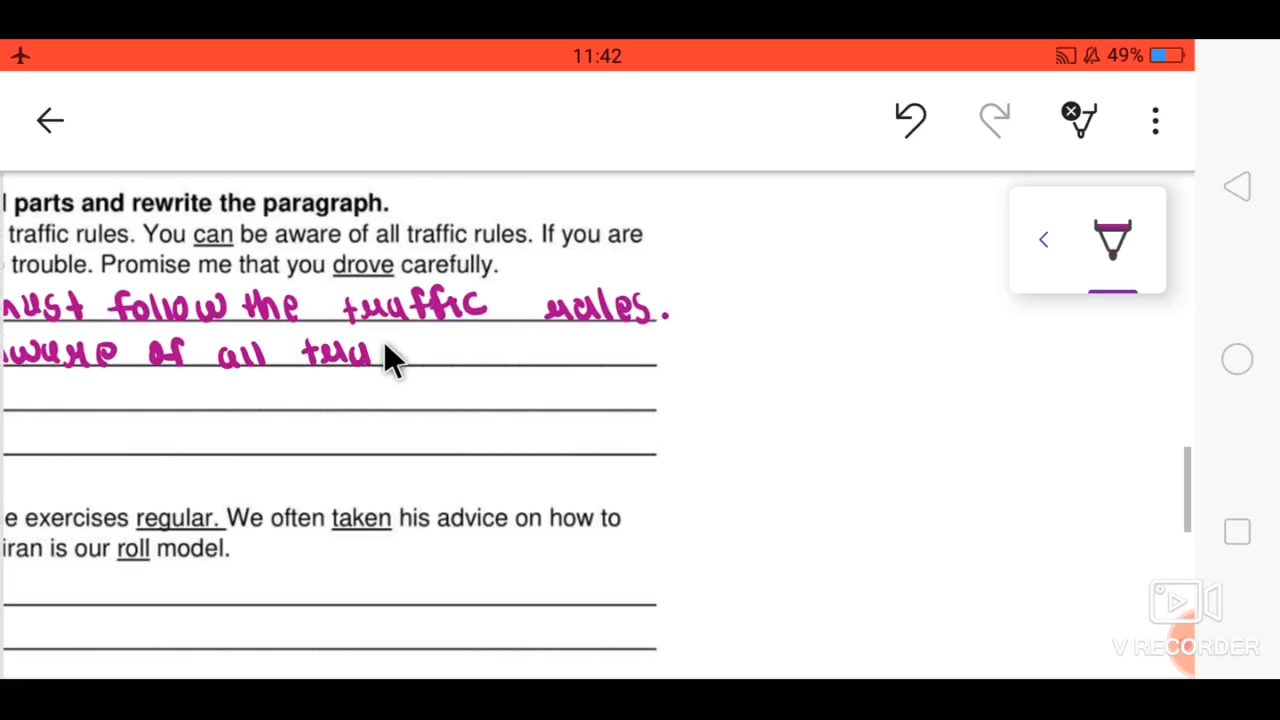 11:42
49%
l parts and rewrite the paragraph.
traffic rules. You can be aware of all traffic rules. If you are
trouble. Promise me that you drove carefully.
must follow the traffic rules.
aware of all tra
e exercises regular. We often taken his advice on how to
iran is our roll model.
V RECORDER